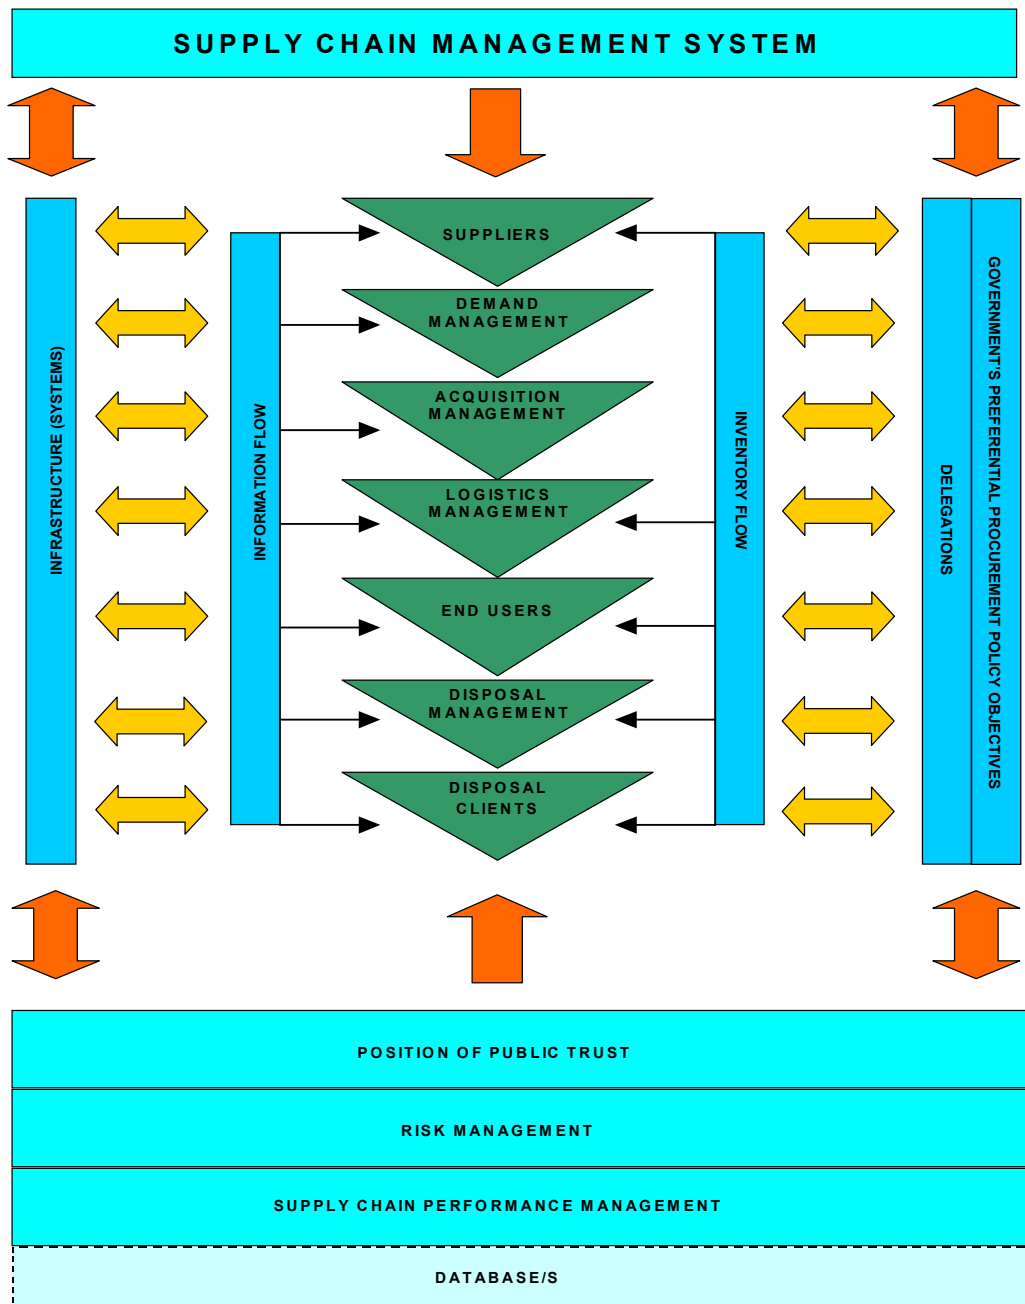 SUPPLY CHAIN MANAGEMENT SYSTEM
INFRASTRUCTURE (SYSTEMS)
INFORMATION FLOW
SUPPLIERS
DEMAND
MANAGEMENT
ACQUISITION
MANAGEMENT
LOGISTICS
MANAGEMENT
END USERS
DISPOSAL
MANAGEMENT
DISPOSAL
CLIENTS
INVENTORY FLOW
DELEGATIONS
GOVERNMENT'S PREFERENTIAL PROCUREMENT POLICY OBJECTIVES
POSITION OF PUBLIC TRUST
RISK MANAGEMENT
SUPPLY CHAIN PERFORMANCE MANAGEMENT
DATABASE/S